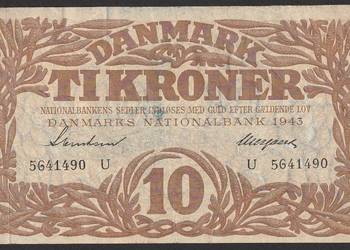 DANMARK
TI KRONER
NATIONALBANKENS SEDLER INDLØSES MED GULD EFTER GÆLDENDE LOV
DANMARKS NATIONALBANK 1943
5641490 U U 5641490
10